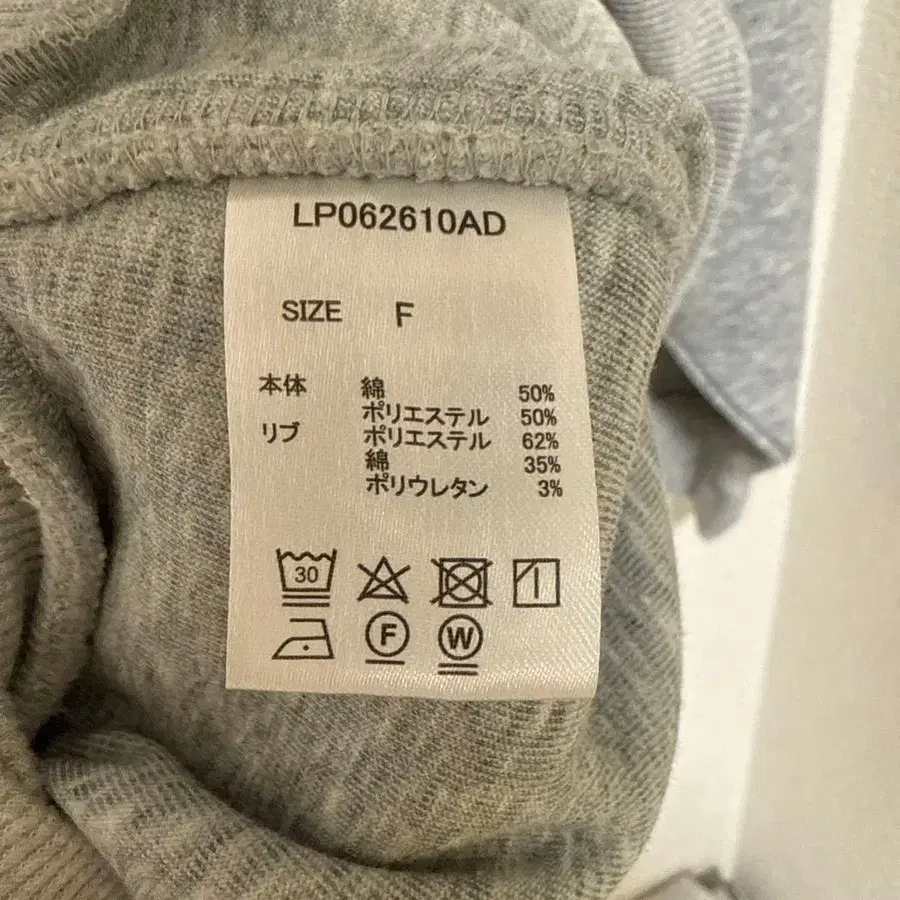 LP062610AD
SIZE F
本体 綿 50%
ポリエステル 50%
リブ ポリエステル 62%
綿 35%
ポリウレタン 3%
30
F W